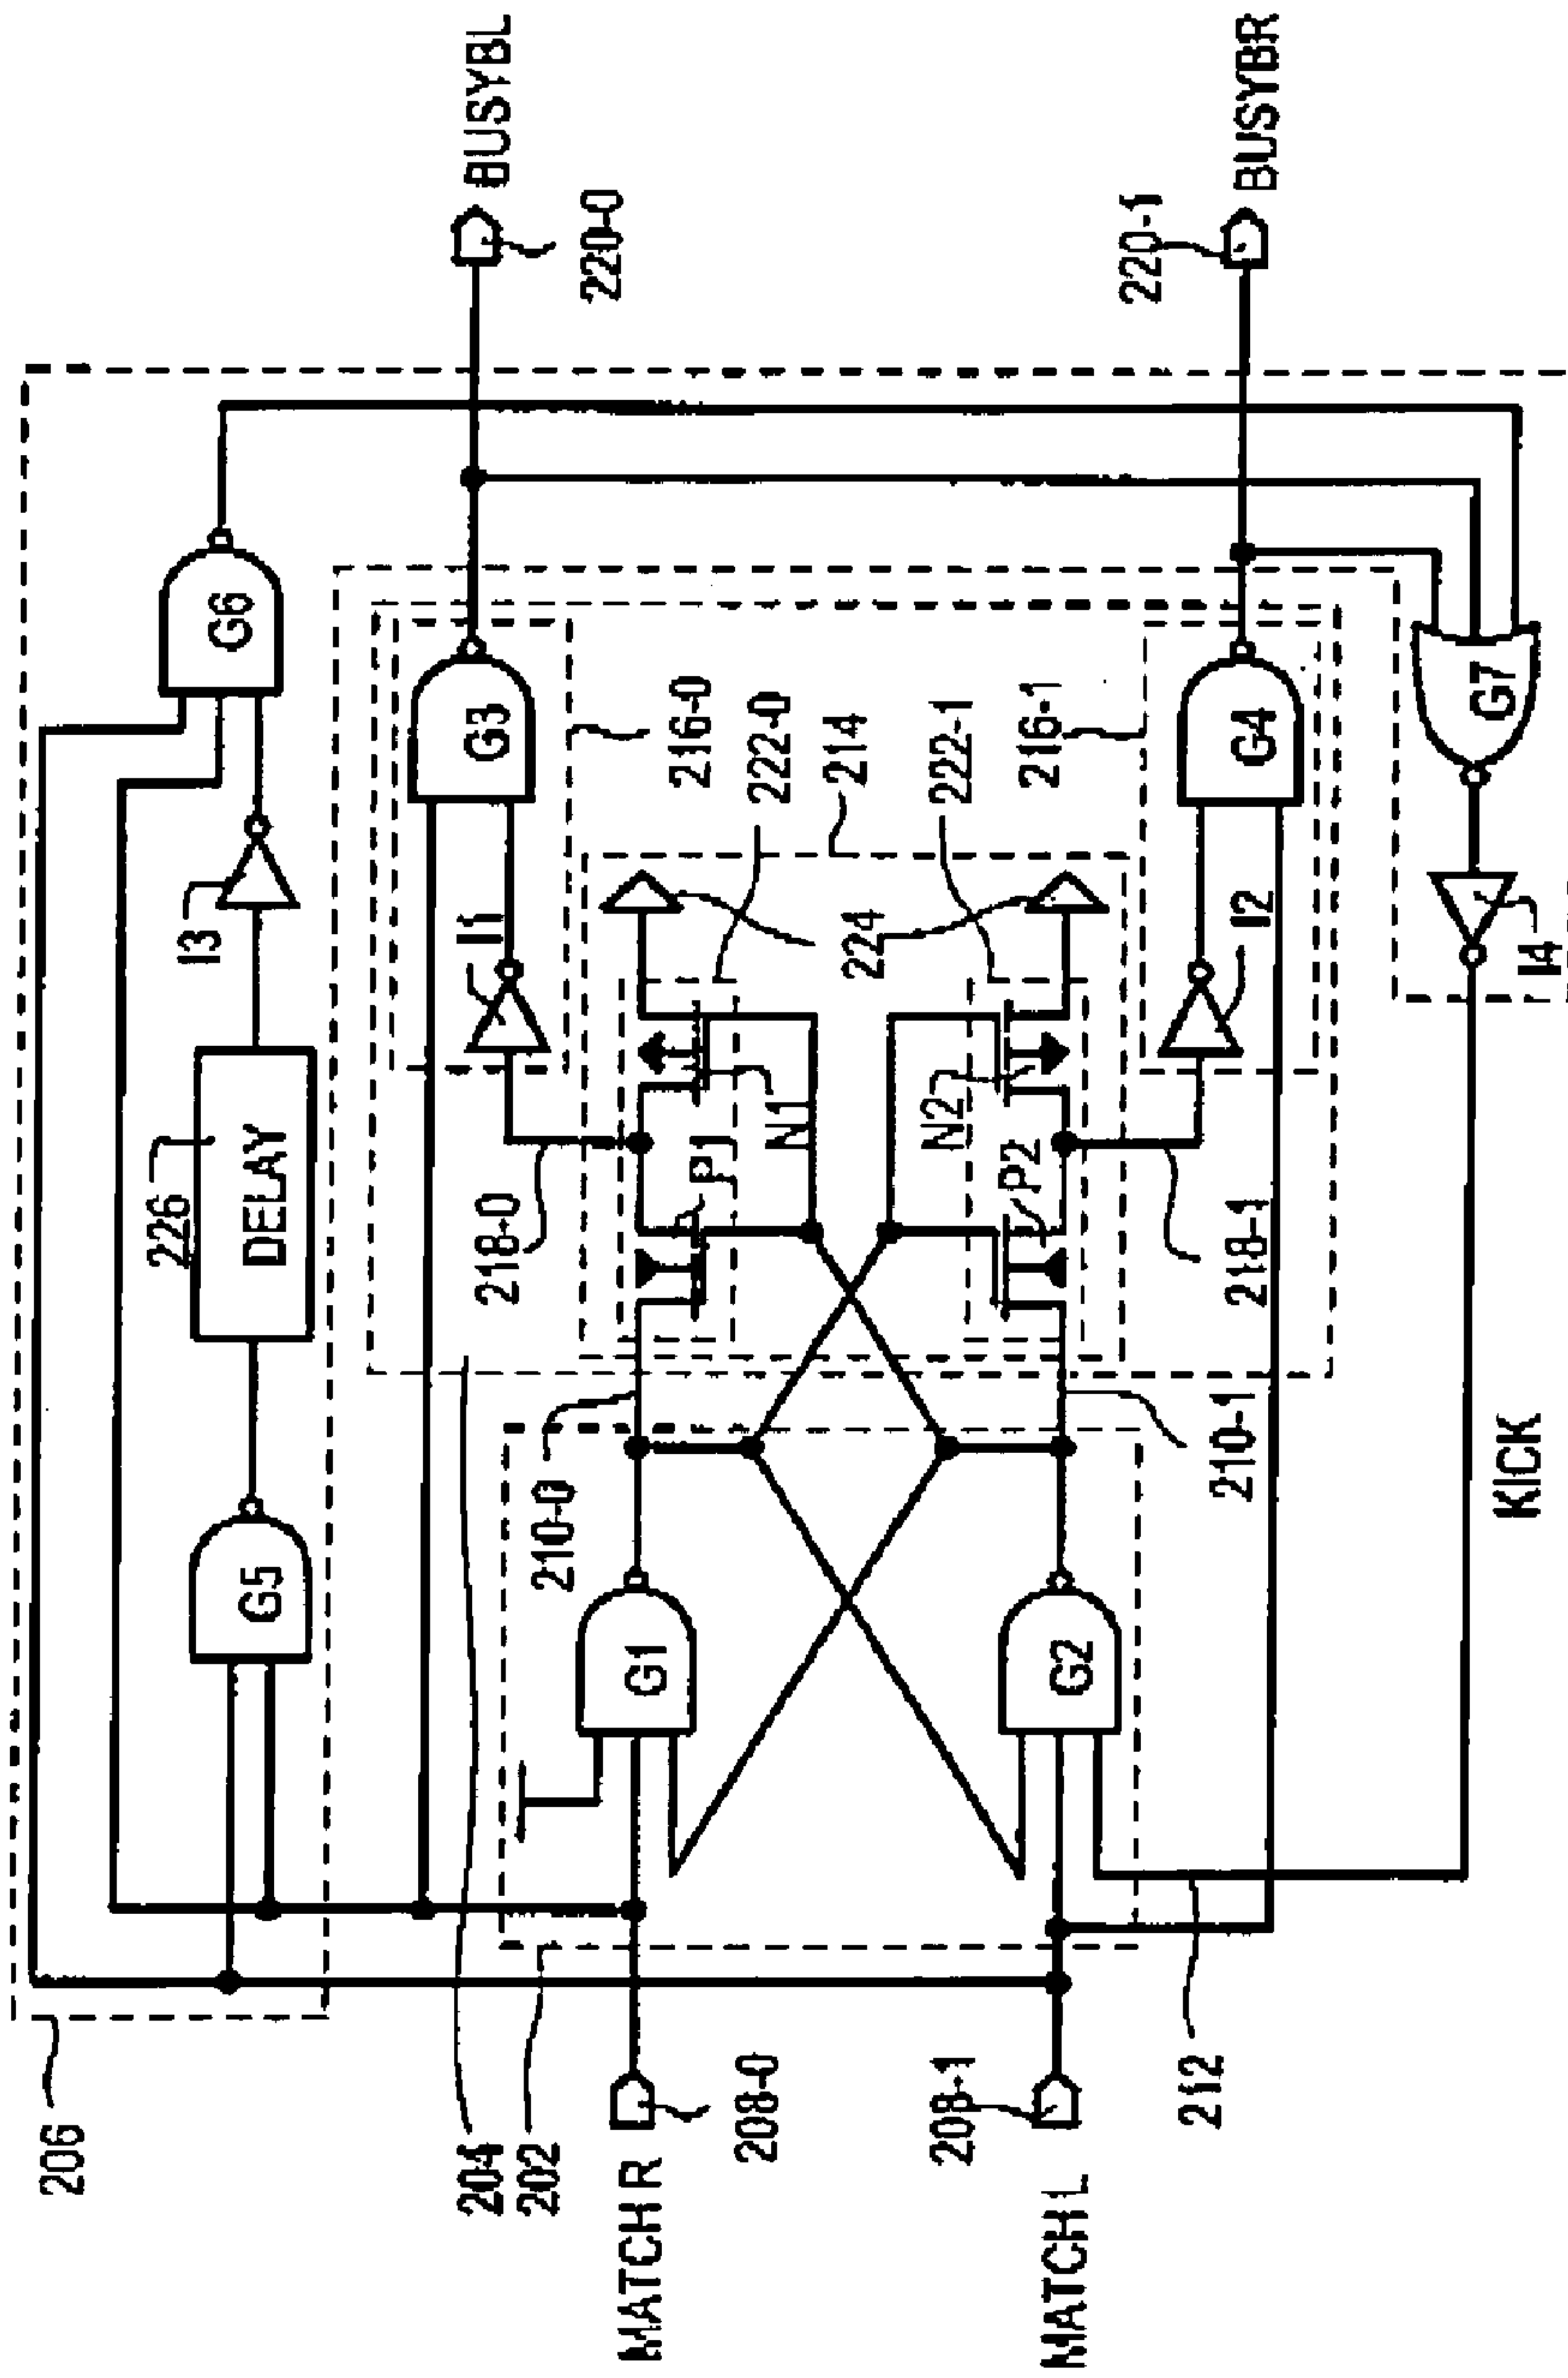 206
226
DELAY
I3
G5
G6
204
202
218-0
I1
G3
BUSYBL
220-0
216-0
222-0
214
222-1
216-1
224
210-0
G1
P1
N1
N2
P2
MATCH R
208-0
208-1
MATCH L
G2
210-1
218-1
I2
G4
220-1
BUSYBR
212
KICK
I4
G7